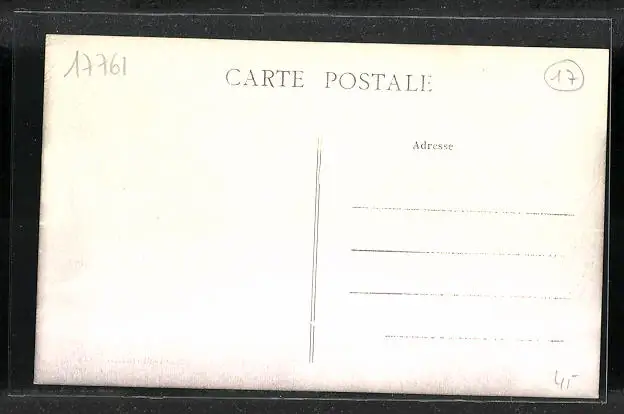 17761
CARTE POSTALE
17
Adresse
4,-